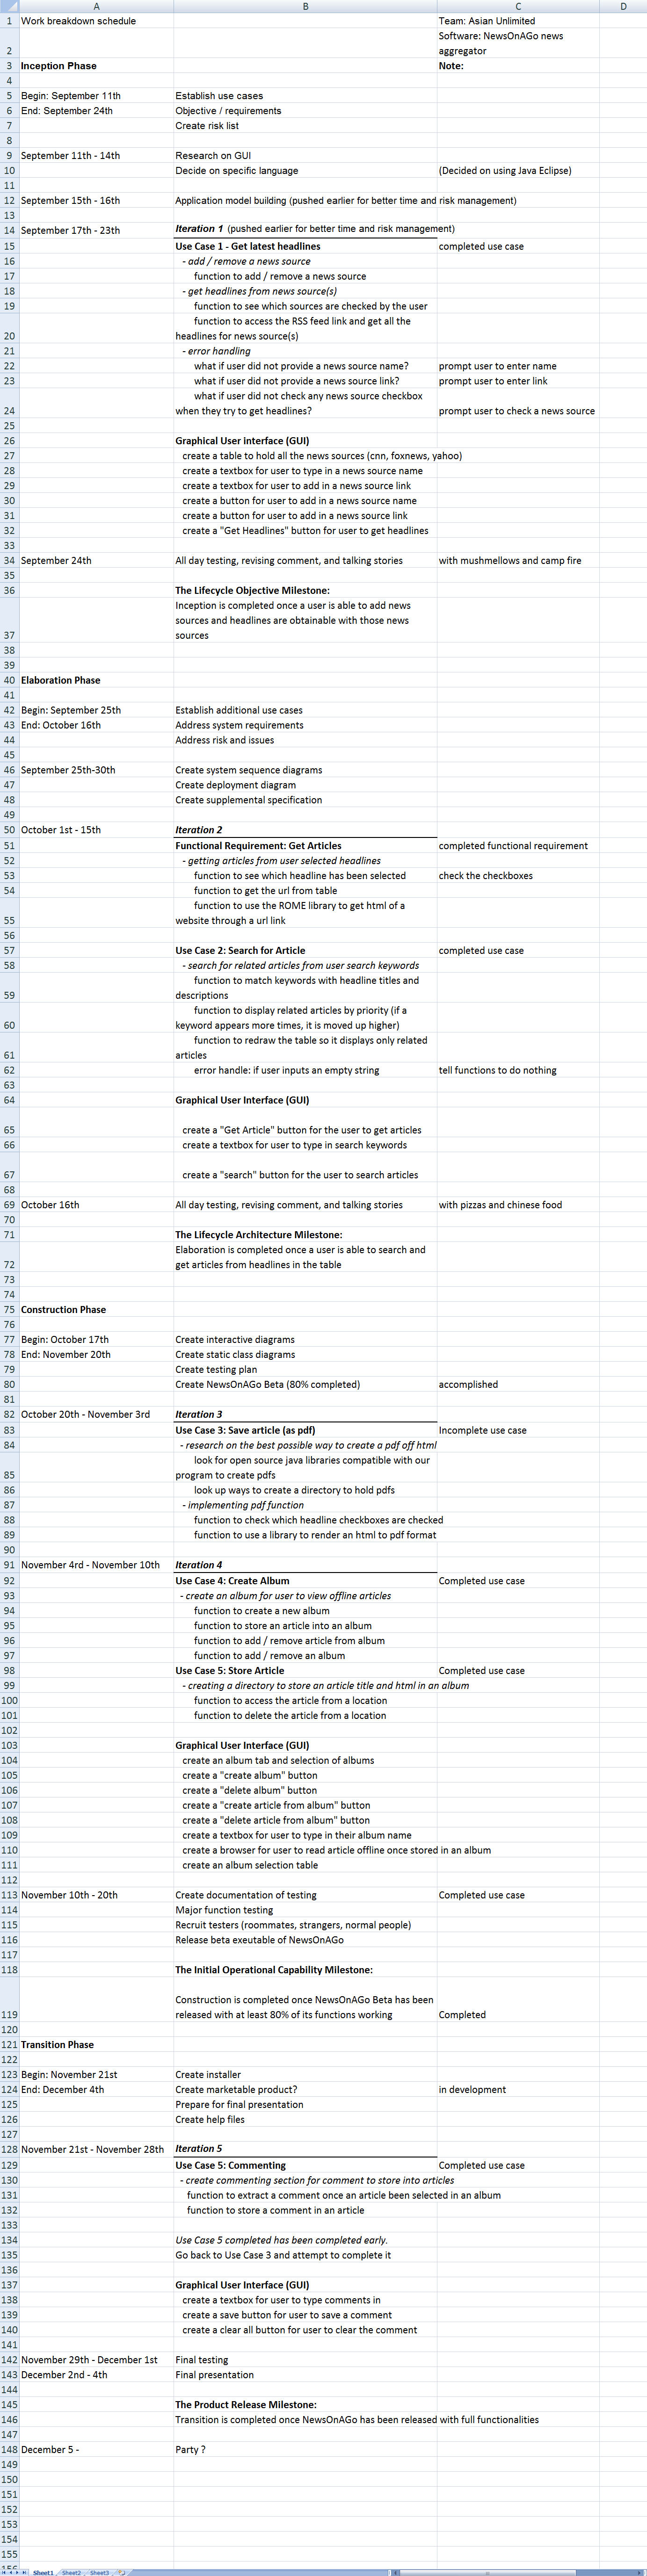 A B C D
1 Work breakdown schedule Team: Asian Unlimited
Software: NewsOnAGo news
2 aggregator
3 Inception Phase Note:
4
5 Begin: September 11th Establish use cases
6 End: September 24th Objective / requirements
7 Create risk list
8
9 September 11th - 14th Research on GUI
10 Decide on specific language (Decided on using Java Eclipse)
11
12 September 15th - 16th Application model building (pushed earlier for better time and risk management)
13
14 September 17th - 23th Iteration 1 (pushed earlier for better time and risk management)
15 Use Case 1 - Get latest headlines completed use case
16 - add / remove a news source
17 function to add / remove a news source
18 - get headlines from news source(s)
19 function to see which sources are checked by the user
function to access the RSS feed link and get all the
20 headlines for news source(s)
21 - error handling
22 what if user did not provide a news source name? prompt user to enter name
23 what if user did not provide a news source link? prompt user to enter link
what if user did not check any news source checkbox
24 when they try to get headlines? prompt user to check a news source
25
26 Graphical User interface (GUI)
27 create a table to hold all the news sources (cnn, foxnews, yahoo)
28 create a textbox for user to type in a news source name
29 create a textbox for user to add in a news source link
30 create a button for user to add in a news source name
31 create a button for user to add in a news source link
32 create a "Get Headlines" button for user to get headlines
33
34 September 24th All day testing, revising comment, and talking stories with mushmellows and camp fire
35
36 The Lifecycle Objective Milestone:
Inception is completed once a user is able to add news
sources and headlines are obtainable with those news
37 sources
38
39
40 Elaboration Phase
41
42 Begin: September 25th Establish additional use cases
43 End: October 16th Address system requirements
44 Address risk and issues
45
46 September 25th-30th Create system sequence diagrams
47 Create deployment diagram
48 Create supplemental specification
49
50 October 1st - 15th Iteration 2
51 Functional Requirement: Get Articles completed functional requirement
52 - getting articles from user selected headlines
53 function to see which headline has been selected check the checkboxes
54 function to get the url from table
function to use the ROME library to get html of a
55 website through a url link
56
57 Use Case 2: Search for Article completed use case
58 - search for related articles from user search keywords
function to match keywords with headline titles and
59 descriptions
function to display related articles by priority (if a
60 keyword appears more times, it is moved up higher)
function to redraw the table so it displays only related
61 articles
62 error handle: if user inputs an empty string tell functions to do nothing
63
64 Graphical User Interface (GUI)
65 create a "Get Article" button for the user to get articles
66 create a textbox for user to type in search keywords
67 create a "search" button for the user to search articles
68
69 October 16th All day testing, revising comment, and talking stories with pizzas and chinese food
70
71 The Lifecycle Architecture Milestone:
Elaboration is completed once a user is able to search and
72 get articles from headlines in the table
73
74
75 Construction Phase
76
77 Begin: October 17th Create interactive diagrams
78 End: November 20th Create static class diagrams
79 Create testing plan
80 Create NewsOnAGo Beta (80% completed) accomplished
81
82 October 20th - November 3rd Iteration 3
83 Use Case 3: Save article (as pdf) Incomplete use case
84 - research on the best possible way to create a pdf off html
look for open source java libraries compatible with our
85 program to create pdfs
86 look up ways to create a directory to hold pdfs
87 - implementing pdf function
88 function to check which headline checkboxes are checked
89 function to use a library to render an html to pdf format
90
91 November 4rd - November 10th Iteration 4
92 Use Case 4: Create Album Completed use case
93 - create an album for user to view offline articles
94 function to create a new album
95 function to store an article into an album
96 function to add / remove article from album
97 function to add / remove an album
98 Use Case 5: Store Article Completed use case
99 - creating a directory to store an article title and html in an album
100 function to access the article from a location
101 function to delete the article from a location
102
103 Graphical User Interface (GUI)
104 create an album tab and selection of albums
105 create a "create album" button
106 create a "delete album" button
107 create a "create article from album" button
108 create a "delete article from album" button
109 create a textbox for user to type in their album name
110 create a browser for user to read article offline once stored in an album
111 create an album selection table
112
113 November 10th - 20th Create documentation of testing Completed use case
114 Major function testing
115 Recruit testers (roommates, strangers, normal people)
116 Release beta exeutable of NewsOnAGo
117
118 The Initial Operational Capability Milestone:
Construction is completed once NewsOnAGo Beta has been
119 released with at least 80% of its functions working Completed
120
121 Transition Phase
122
123 Begin: November 21st Create installer
124 End: December 4th Create marketable product? in development
125 Prepare for final presentation
126 Create help files
127
128 November 21st - November 28th Iteration 5
129 Use Case 5: Commenting Completed use case
130 - create commenting section for comment to store into articles
131 function to extract a comment once an article been selected in an album
132 function to store a comment in an article
133
134 Use Case 5 completed has been completed early.
135 Go back to Use Case 3 and attempt to complete it
136
137 Graphical User Interface (GUI)
138 create a textbox for user to type comments in
139 create a save button for user to save a comment
140 create a clear all button for user to clear the comment
141
142 November 29th - December 1st Final testing
143 December 2nd - 4th Final presentation
144
145 The Product Release Milestone:
146 Transition is completed once NewsOnAGo has been released with full functionalities
147
148 December 5 - Party ?
149
150
151
152
153
154
155
156
Sheet1 Sheet2 Sheet3